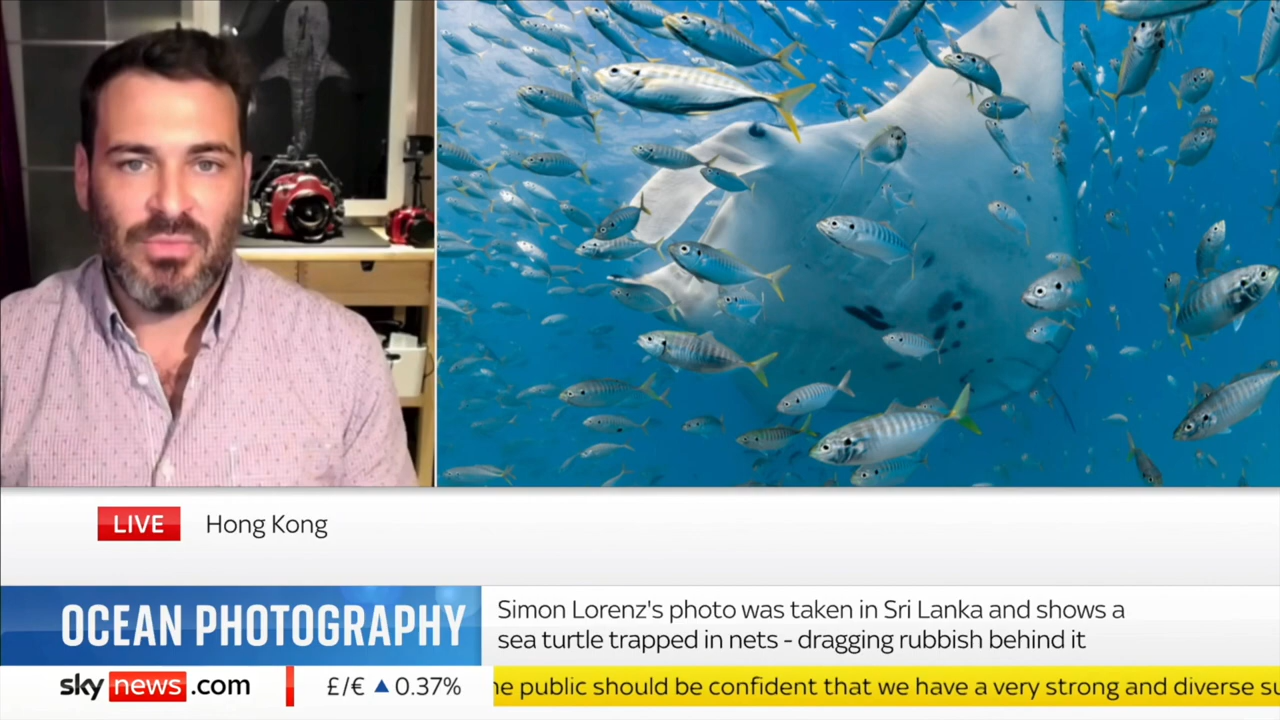 LIVE
Hong Kong
OCEAN PHOTOGRAPHY
Simon Lorenz's photo was taken in Sri Lanka and shows a
sea turtle trapped in nets - dragging rubbish behind it
sky news .com
£/€ ▲ 0.37%
public should be confident that we have a very strong and diverse